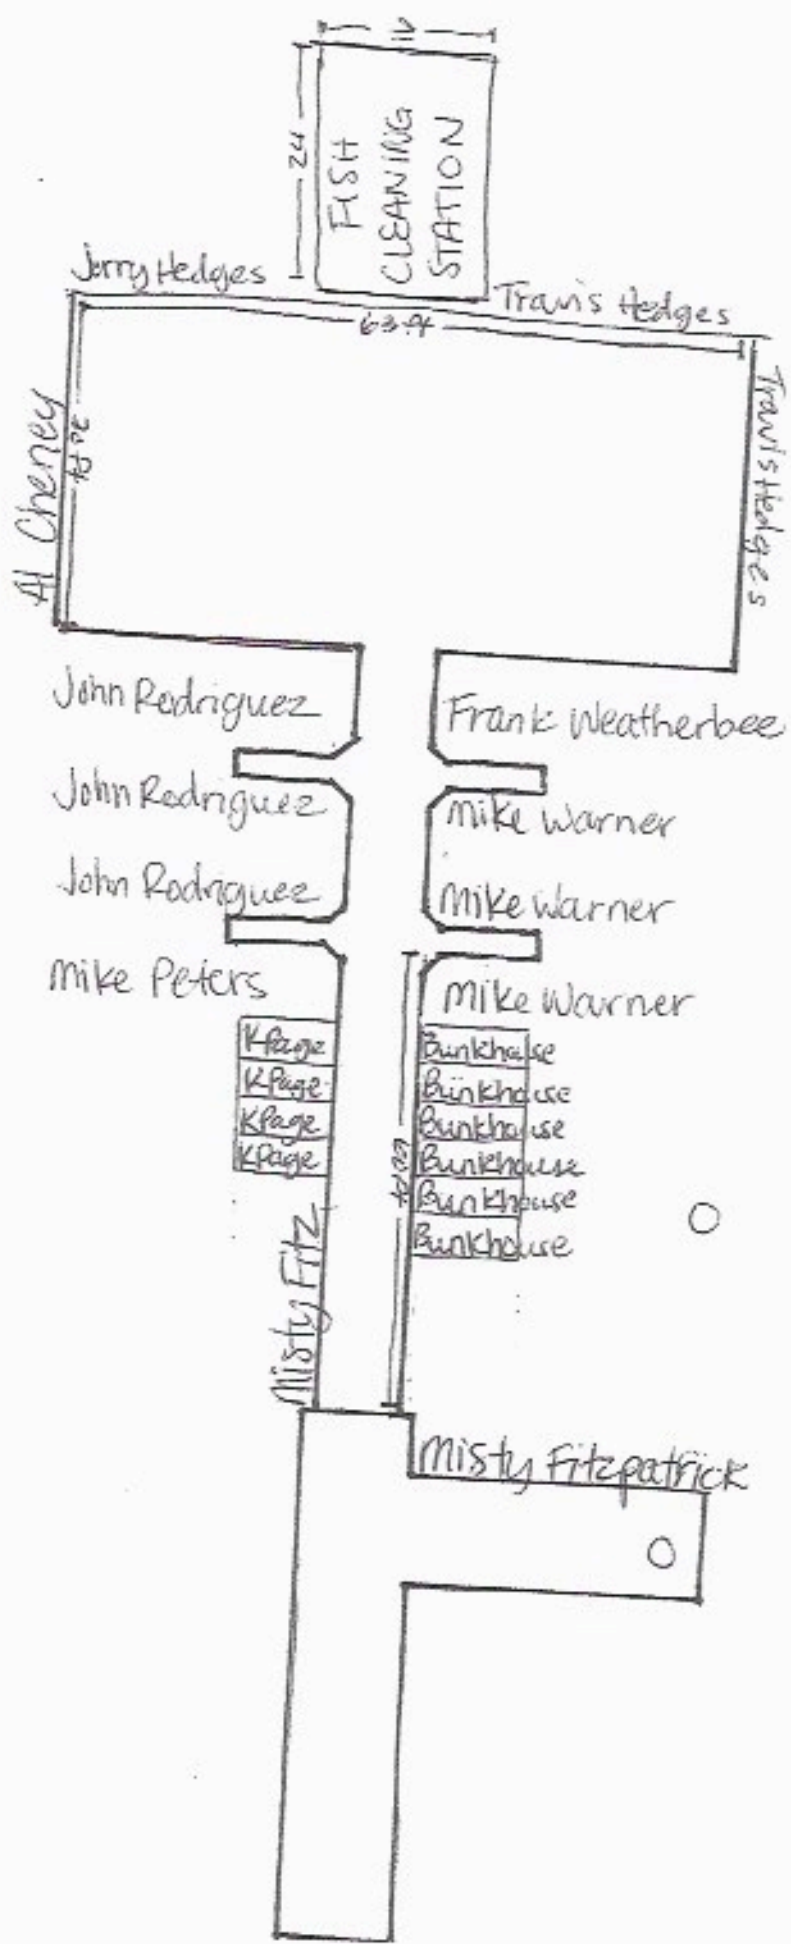 24
FISH
CLEANING
STATION
Jerry Hedges
Travis Hedges
63 ft
Al Cheney
Travis Hedges
John Rodriguez
Frank Weatherbee
John Rodriguez
Mike Warner
John Rodriguez
Mike Warner
Mike Peters
Mike Warner
KPage
Bunkhouse
KPage
Bunkhouse
KPage
Bunkhouse
KPage
Bunkhouse
Bunkhouse
Bunkhouse
Misty Fitz
Misty Fitzpatrick